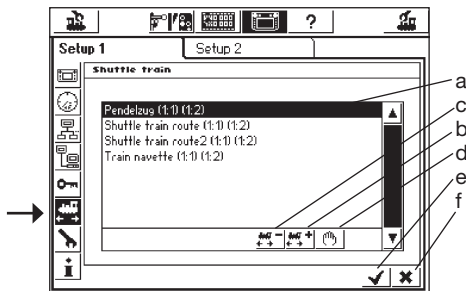 ?
Setup 1
Setup 2
Shuttle train
Pendelzug (1:1) (1:2)
Shuttle train route (1:1) (1:2)
Shuttle train route2 (1:1) (1:2)
Train navette (1:1) (1:2)
a
c
b
d
e
f
i